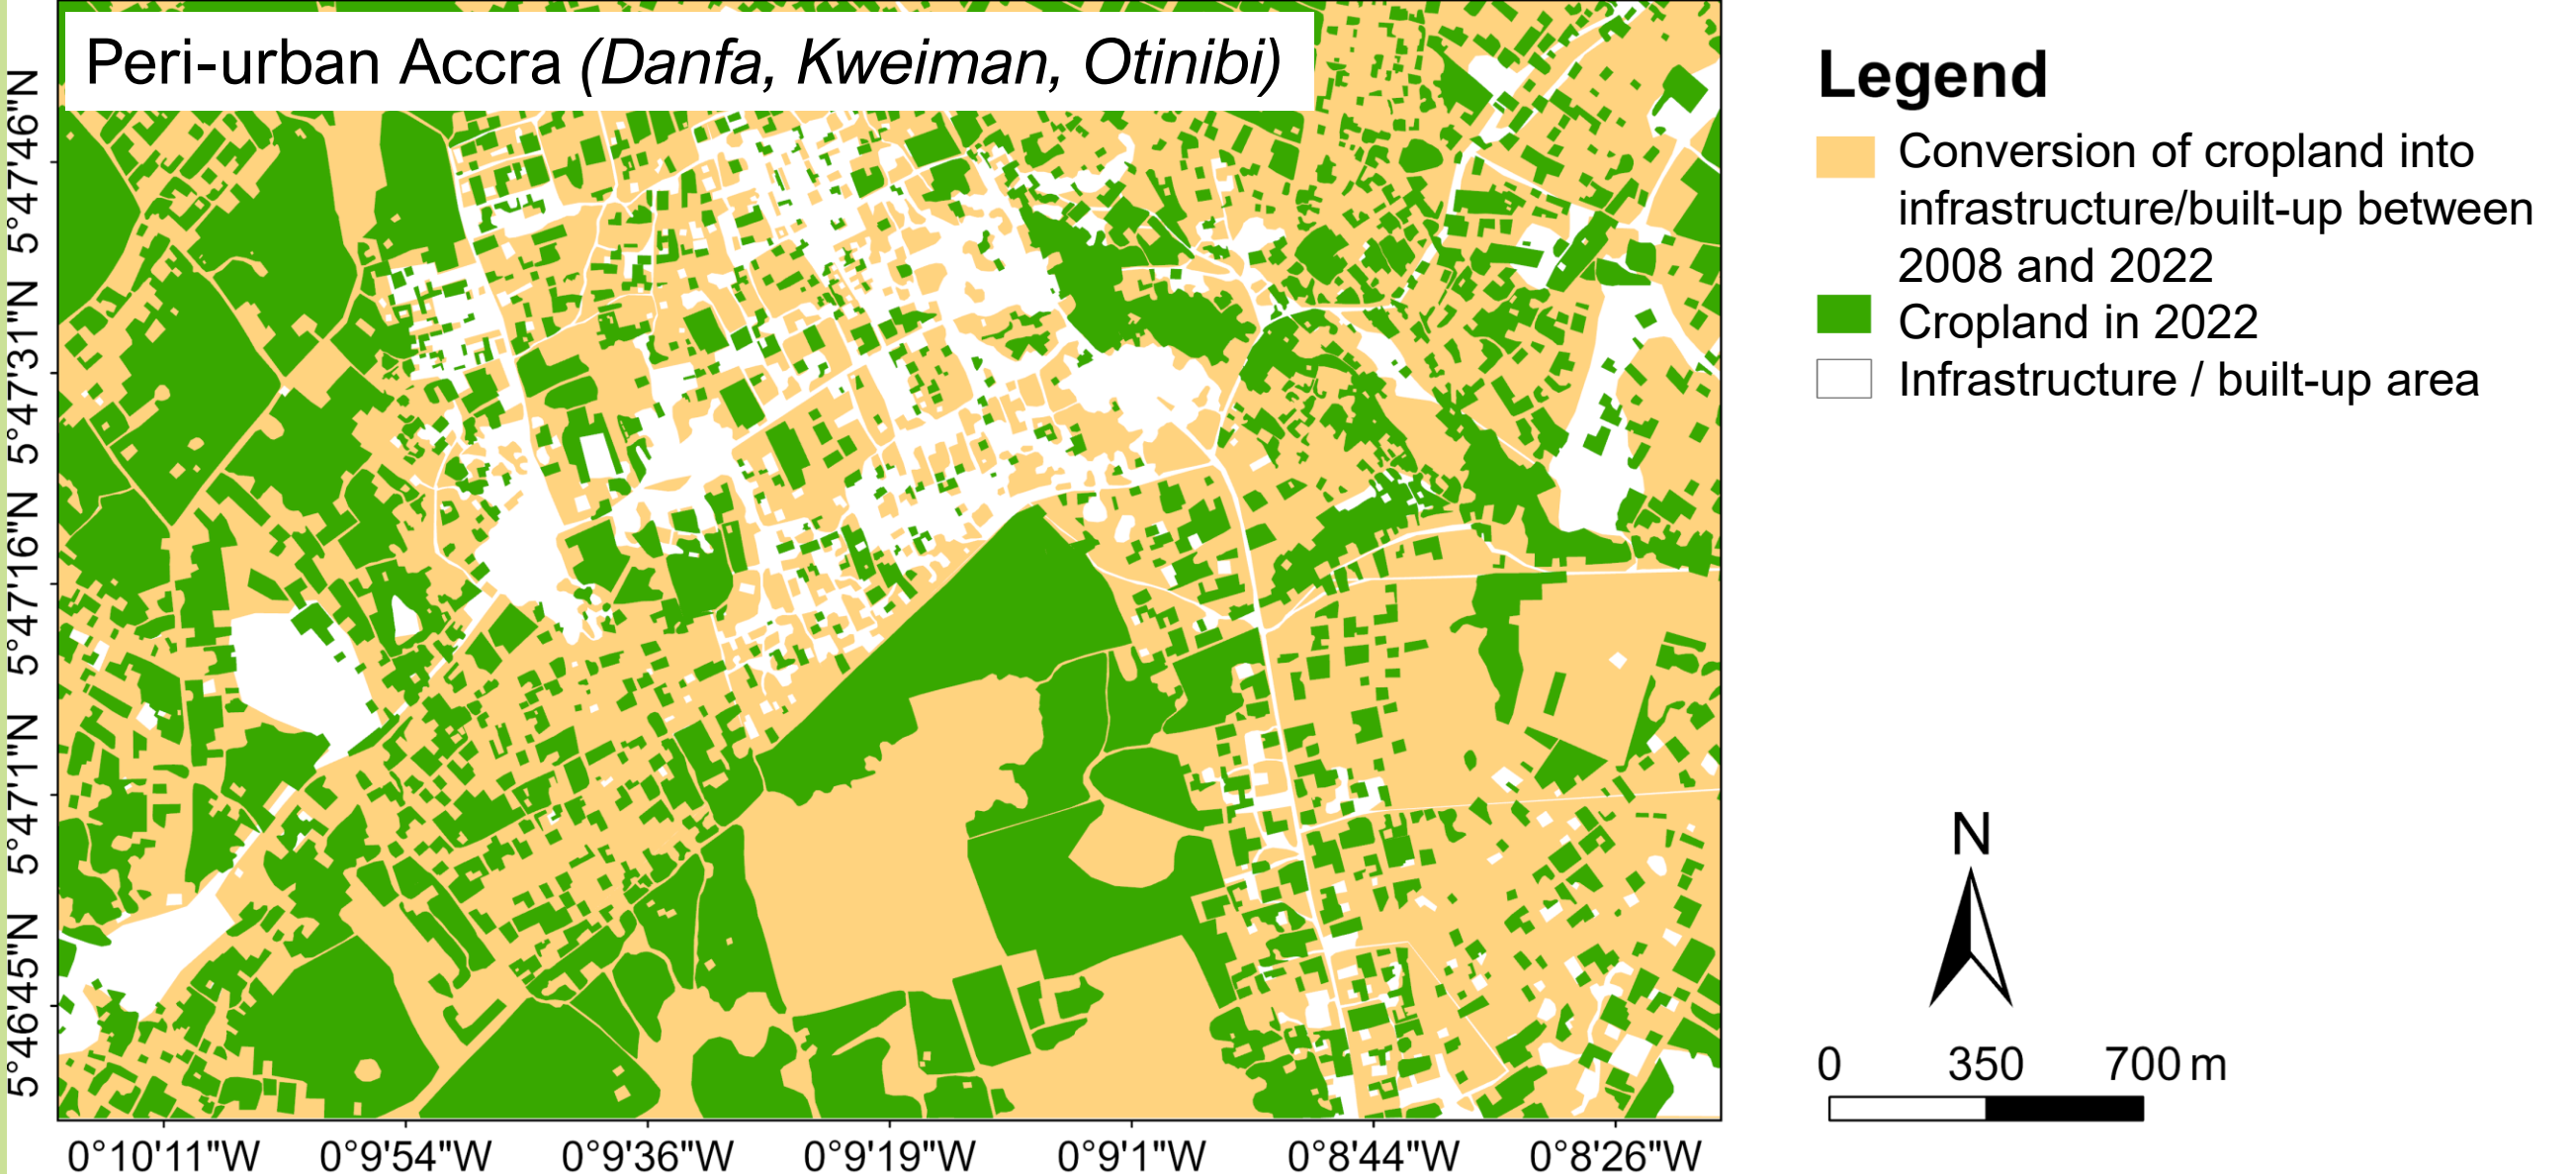 Peri-urban Accra (Danfa, Kweiman, Otinibi)
5°47'46"N
5°47'31"N
5°47'16"N
5°47'1"N
5°46'45"N
0°10'11"W
0°9'54"W
0°9'36"W
0°9'19"W
0°9'1"W
0°8'44"W
0°8'26"W
Legend
Conversion of cropland into
infrastructure/built-up between
2008 and 2022
Cropland in 2022
Infrastructure / built-up area
N
0 350 700 m